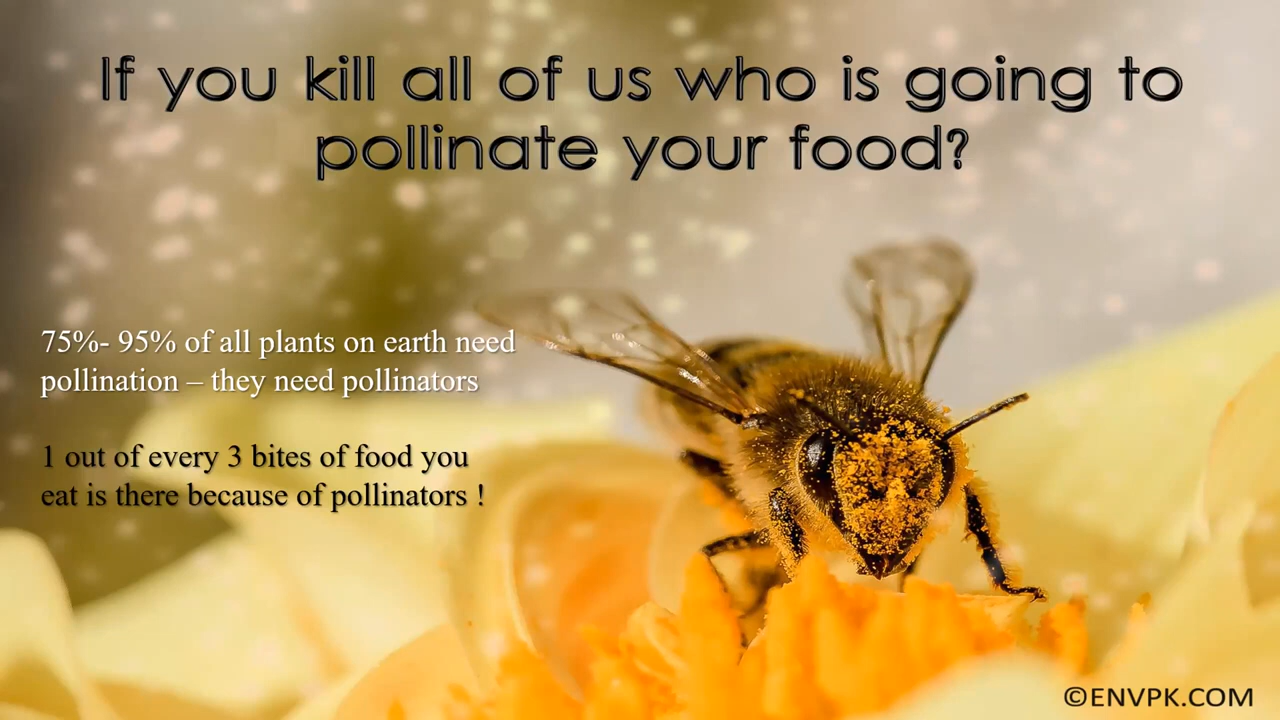 If you kill all of us who is going to
pollinate your food?
75%- 95% of all plants on earth need
pollination – they need pollinators
1 out of every 3 bites of food you
eat is there because of pollinators !
©ENVPK.COM